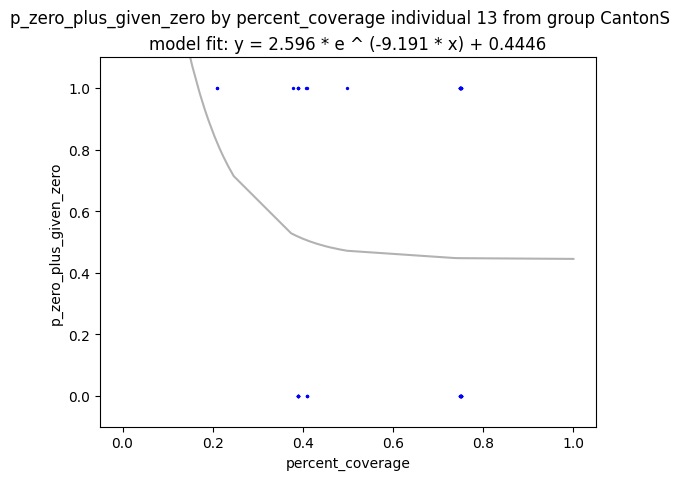 p_zero_plus_given_zero by percent_coverage individual 13 from group CantonS
model fit: y = 2.596 * e ^ (-9.191 * x) + 0.4446
1.0
0.8
0.6
0.4
0.2
0.0
p_zero_plus_given_zero
0.0 0.2 0.4 0.6 0.8 1.0
percent_coverage